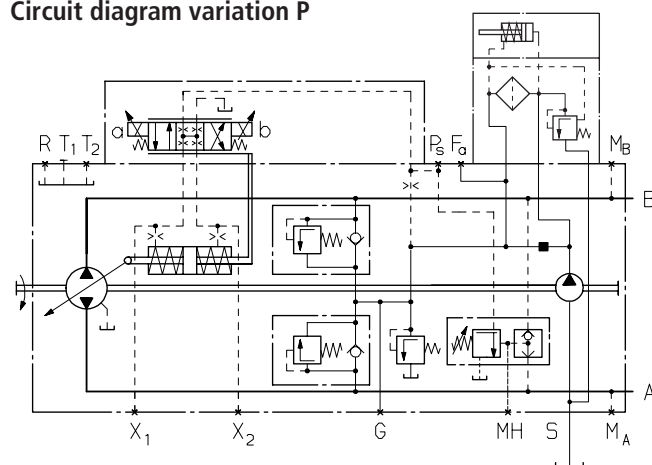 Circuit diagram variation P
a b
R T1 T2 Ps Fa MB
B
A
X1 X2 G MH S MA